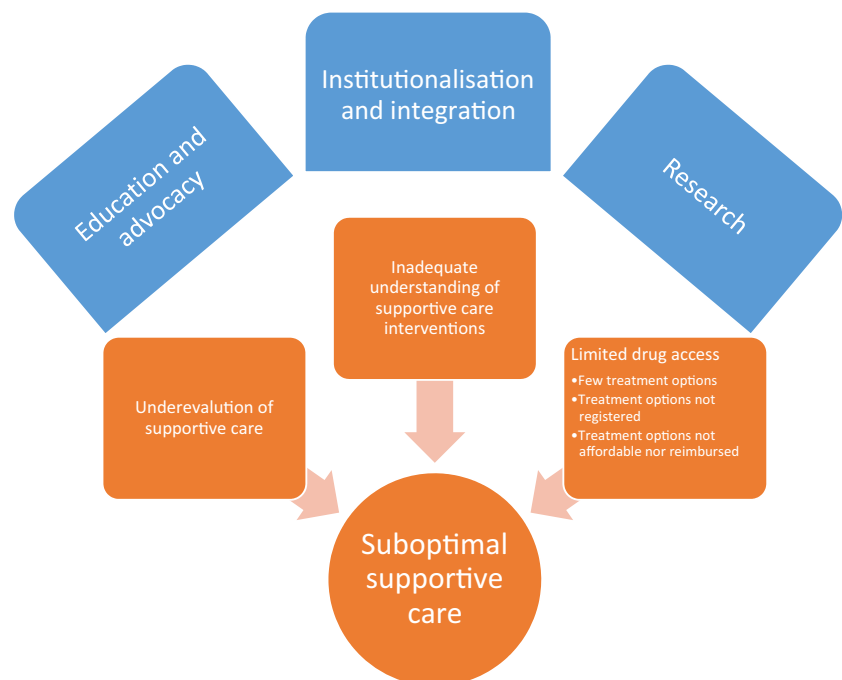 Institutionalisation
and integration
Education and
advocacy
Research
Inadequate
understanding of
supportive care
interventions
Underevalution of
supportive care
Limited drug access
•Few treatment options
•Treatment options not
registered
•Treatment options not
affordable nor reimbursed
Suboptimal
supportive
care